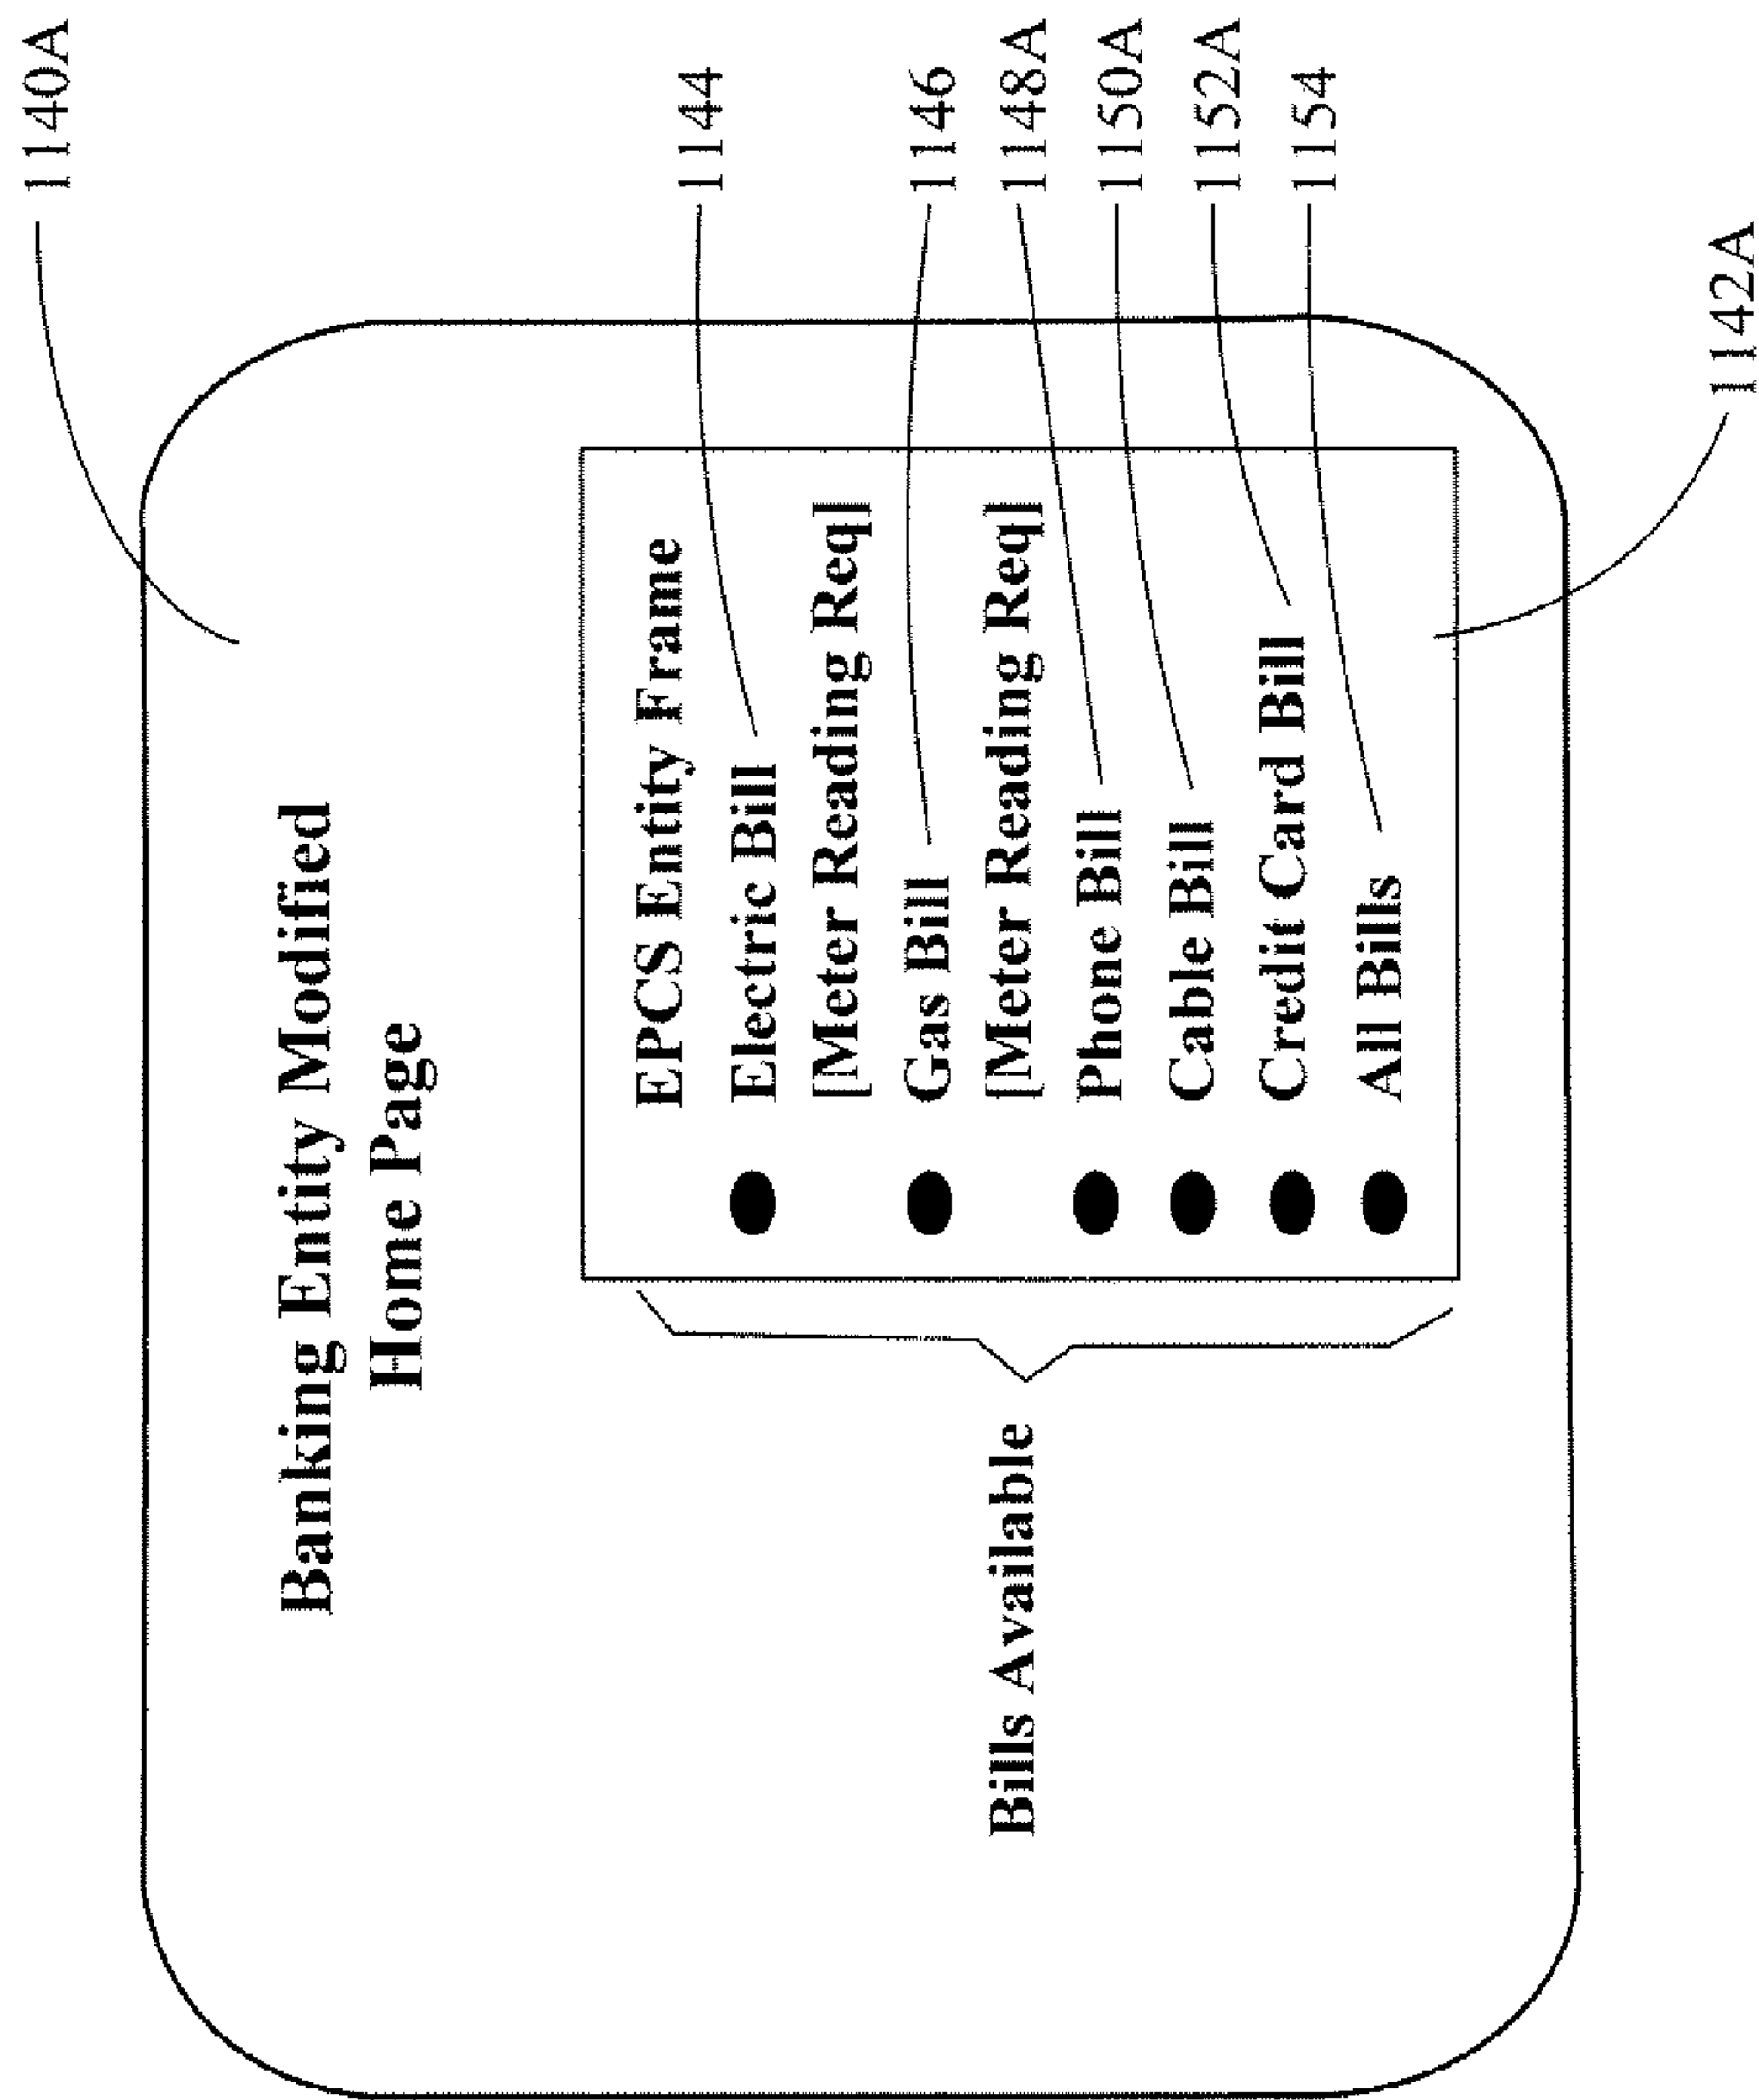 1140A
Banking Entity Modified
Home Page
EPCS Entity Frame
Electric Bill
1144
[Meter Reading Req]
Gas Bill
1146
[Meter Reading Req]
1148A
Bills Available
Phone Bill
1150A
Cable Bill
1152A
Credit Card Bill
1154
All Bills
1142A